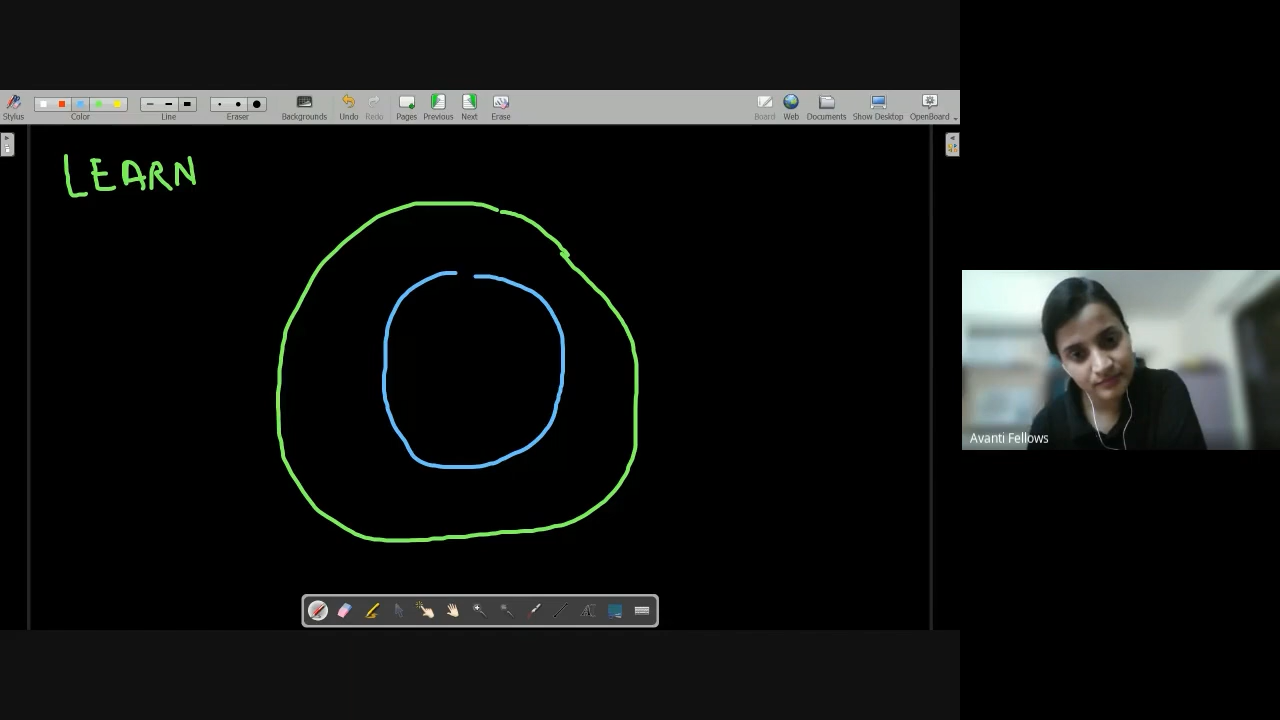 Stylus Color Line Eraser Backgrounds Undo Redo Pages Previous Next Erase Board Web Documents Show Desktop OpenBoard
LEARN
Avanti Fellows